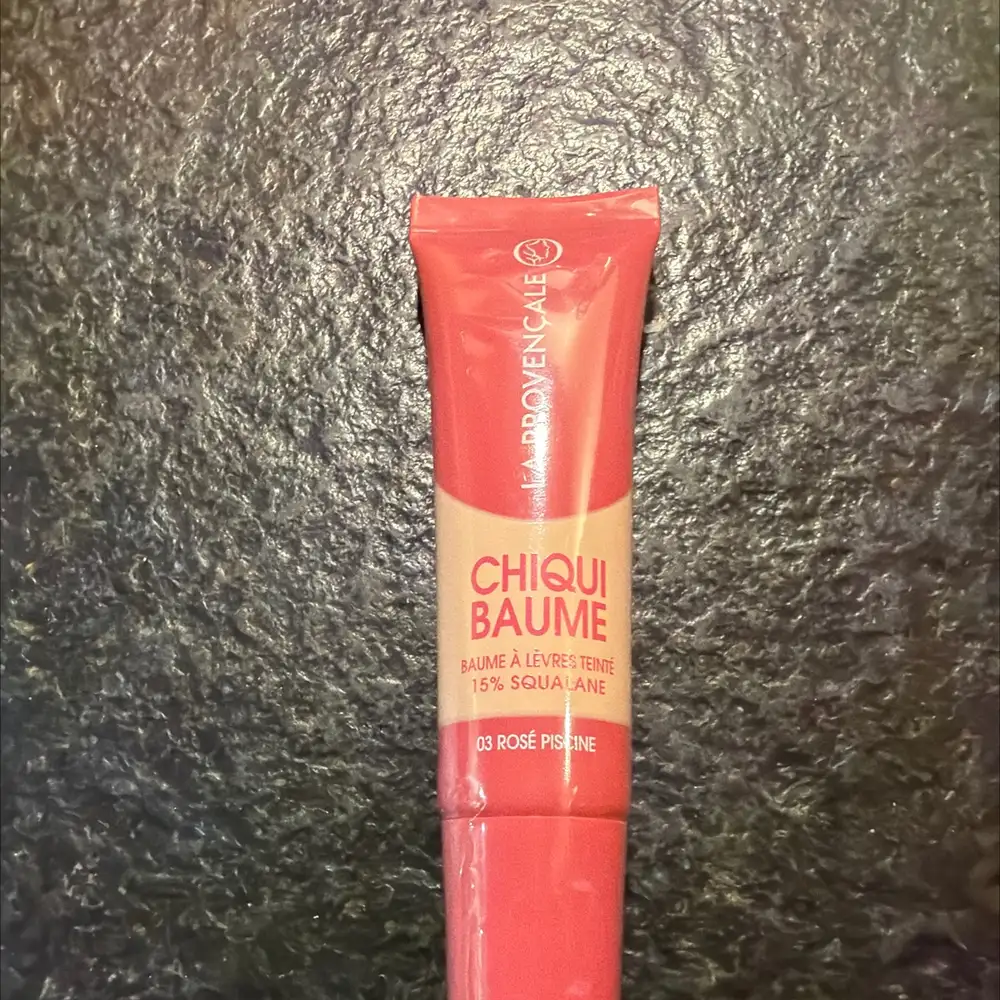 LA PROVENÇALE
CHIQUI
BAUME
BAUME À LÈVRES TEINTÉ
15% SQUALANE
03 ROSÉ PISCINE